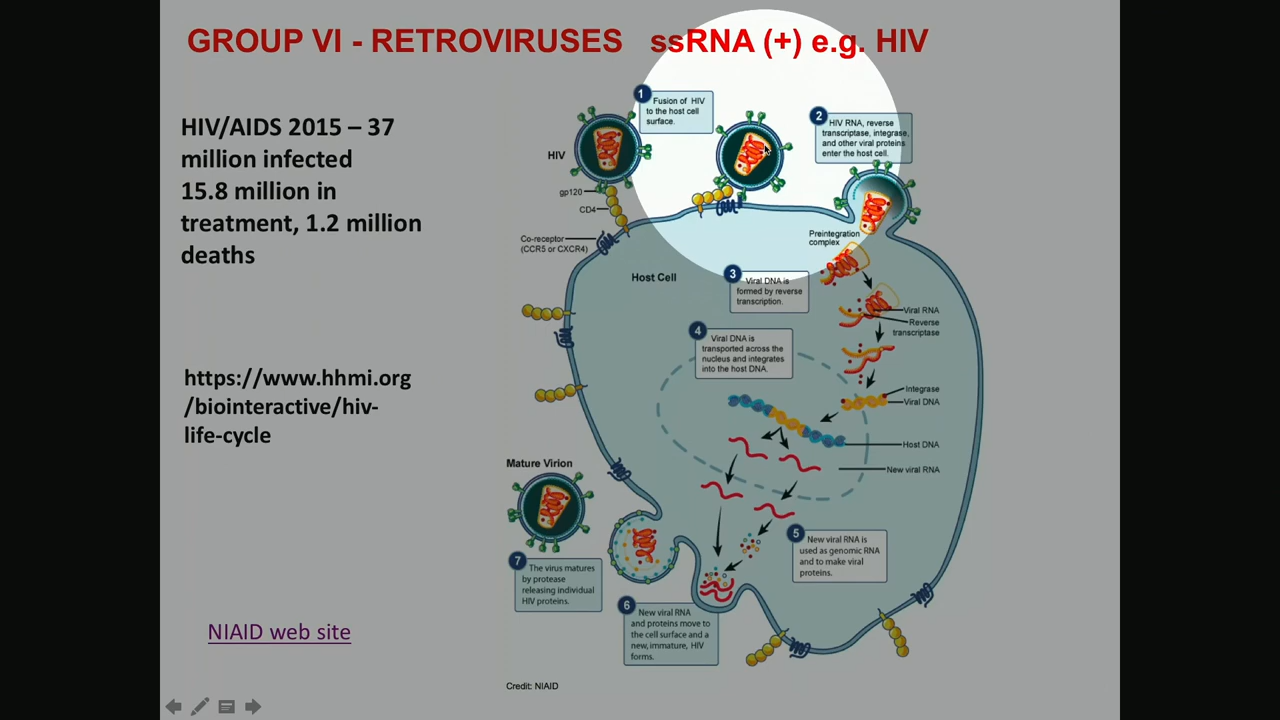 GROUP VI - RETROVIRUSES ssRNA (+) e.g. HIV
HIV/AIDS 2015 – 37
million infected
15.8 million in
treatment, 1.2 million
deaths
https://www.hhmi.org
/biointeractive/hiv-
life-cycle
NIAID web site
1
Fusion of HIV
to the host cell
surface.
2
HIV RNA, reverse
transcriptase, integrase,
and other viral proteins
enter the host cell.
HIV
gp120
CD4
Co-receptor
(CCR5 or CXCR4)
Preintegration
complex
Host Cell
3
Viral DNA is
formed by reverse
transcription.
Viral RNA
Reverse
transcriptase
4
Viral DNA is
transported across the
nucleus and integrates
into the host DNA.
Integrase
Viral DNA
Host DNA
New viral RNA
Mature Virion
5
New viral RNA is
used as genomic RNA
and to make viral
proteins.
7
The virus matures
by protease
releasing individual
HIV proteins.
6
New viral RNA
and proteins move to
the cell surface and a
new, immature, HIV
forms.
Credit: NIAID